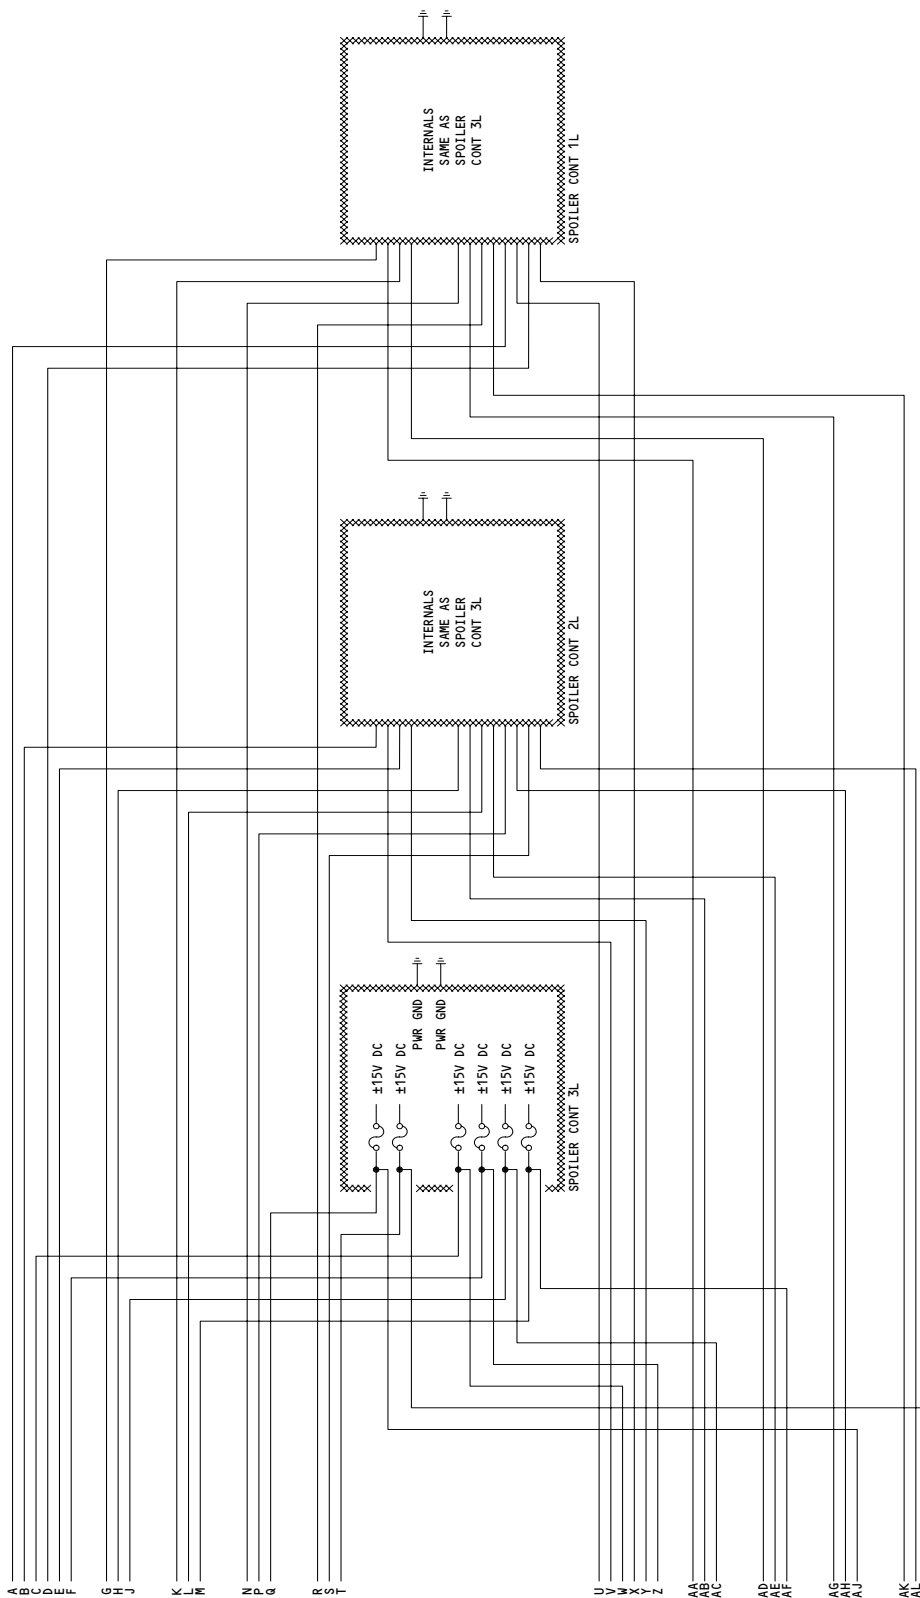 INTERNALS
SAME AS
SPOILER
CONT 3L
SPOILER CONT 1L
INTERNALS
SAME AS
SPOILER
CONT 3L
SPOILER CONT 2L
±15V DC
±15V DC
PWR GND
PWR GND
±15V DC
±15V DC
±15V DC
±15V DC
SPOILER CONT 3L
A
B
C
D
E
F
G
H
J
K
L
M
N
P
Q
R
S
T
U
V
W
X
Y
Z
AA
AB
AC
AD
AE
AF
AG
AH
AJ
AK
AL